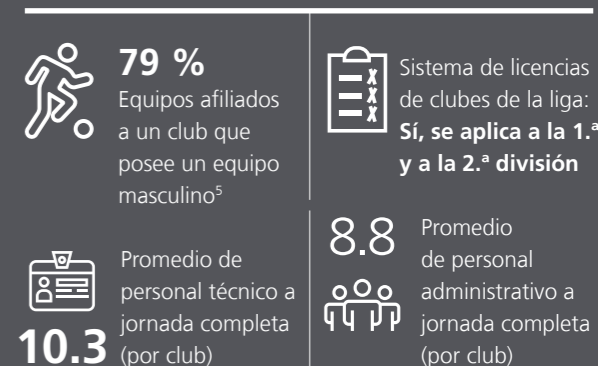 79 %
Equipos afiliados
a un club que
posee un equipo
masculino⁵
Sistema de licencias
de clubes de la liga:
Sí, se aplica a la 1.ª
y a la 2.ª división
10.3
Promedio de
personal técnico a
jornada completa
(por club)
8.8
Promedio
de personal
administrativo a
jornada completa
(por club)